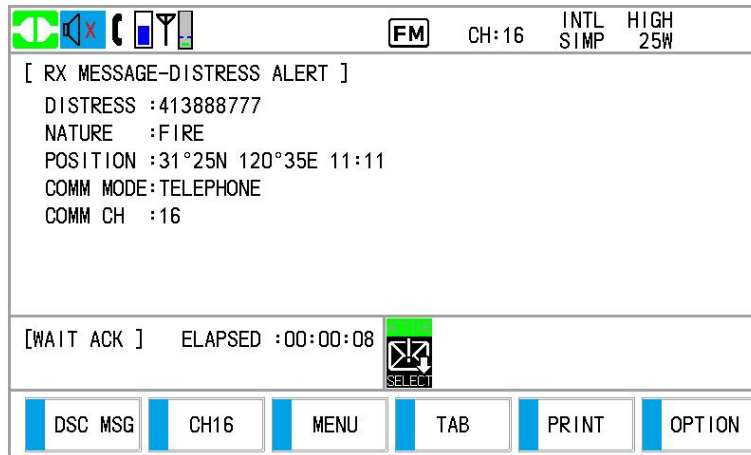 FM CH:16 INTL HIGH
SIMP 25W
[ RX MESSAGE-DISTRESS ALERT ]
DISTRESS :413888777
NATURE :FIRE
POSITION :31°25N 120°35E 11:11
COMM MODE:TELEPHONE
COMM CH :16
[WAIT ACK ] ELAPSED :00:00:08
SELECT
DSC MSG CH16 MENU TAB PRINT OPTION